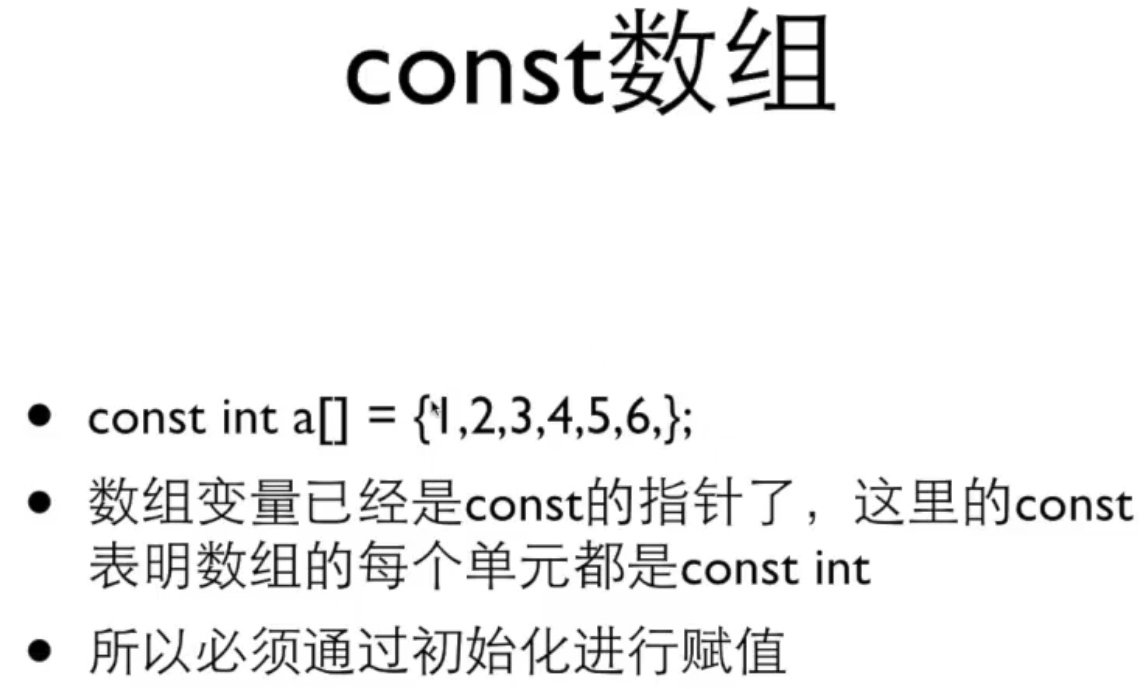 const数组
• const int a[] = {1,2,3,4,5,6,};
• 数组变量已经是const的指针了，这里的const
表明数组的每个单元都是const int
• 所以必须通过初始化进行赋值